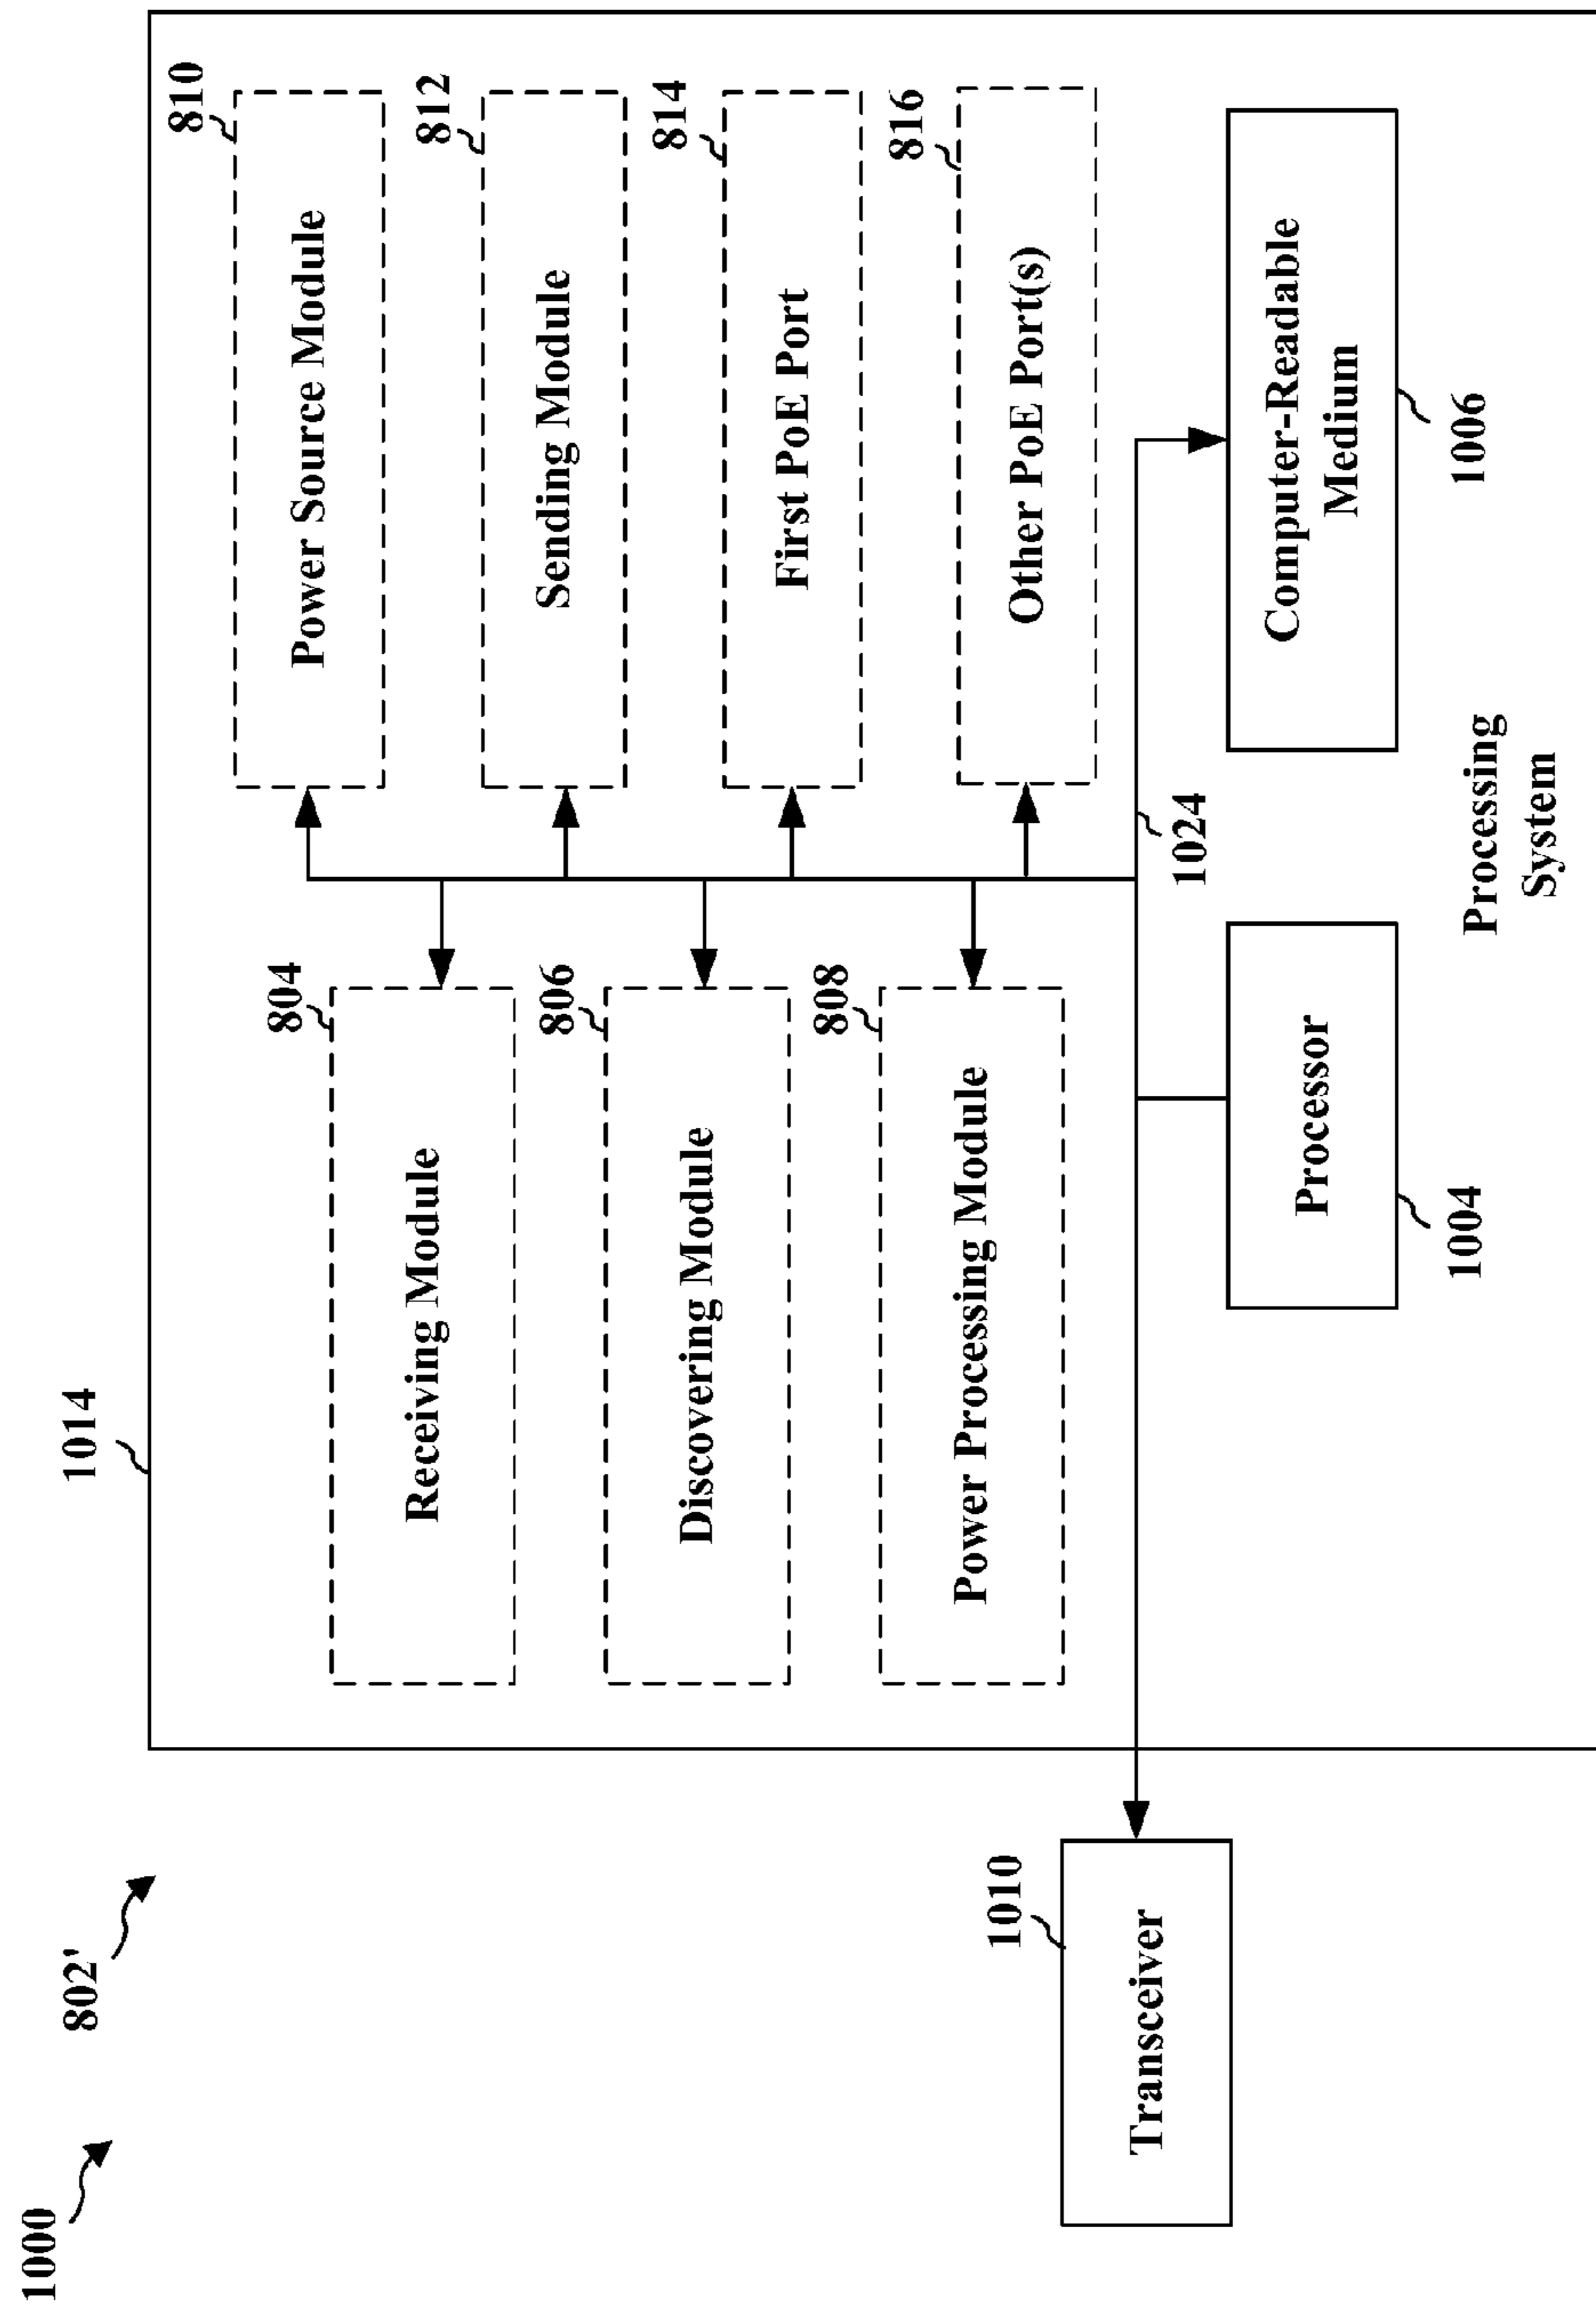 1000
802'
1014
804
Receiving Module
806
Discovering Module
808
Power Processing Module
810
Power Source Module
812
Sending Module
814
First PoE Port
816
Other PoE Port(s)
1010
Transceiver
1024
Processor
1004
Computer-Readable
Medium
1006
Processing
System